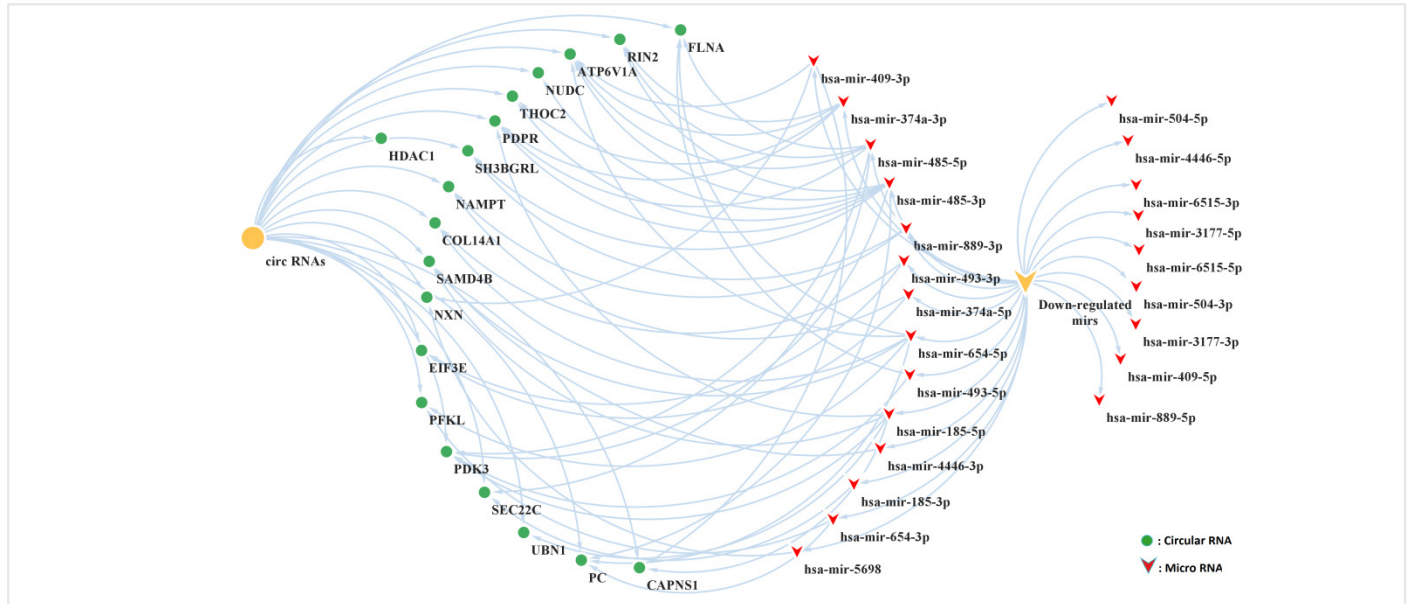 FLNA
RIN2
ATP6V1A
NUDC
THOC2
PDPR
HDAC1
SH3BGRL
NAMPT
COL14A1
circ RNAs
SAMD4B
NXN
EIF3E
PFKL
PDK3
SEC22C
UBN1
PC
CAPNS1
hsa-mir-409-3p
hsa-mir-374a-3p
hsa-mir-485-5p
hsa-mir-485-3p
hsa-mir-889-3p
hsa-mir-493-3p
hsa-mir-374a-5p
hsa-mir-654-5p
hsa-mir-493-5p
hsa-mir-185-5p
hsa-mir-4446-3p
hsa-mir-185-3p
hsa-mir-654-3p
hsa-mir-5698
Down-regulated
mirs
hsa-mir-504-5p
hsa-mir-4446-5p
hsa-mir-6515-3p
hsa-mir-3177-5p
hsa-mir-6515-5p
hsa-mir-504-3p
hsa-mir-3177-3p
hsa-mir-409-5p
hsa-mir-889-5p
: Circular RNA
: Micro RNA